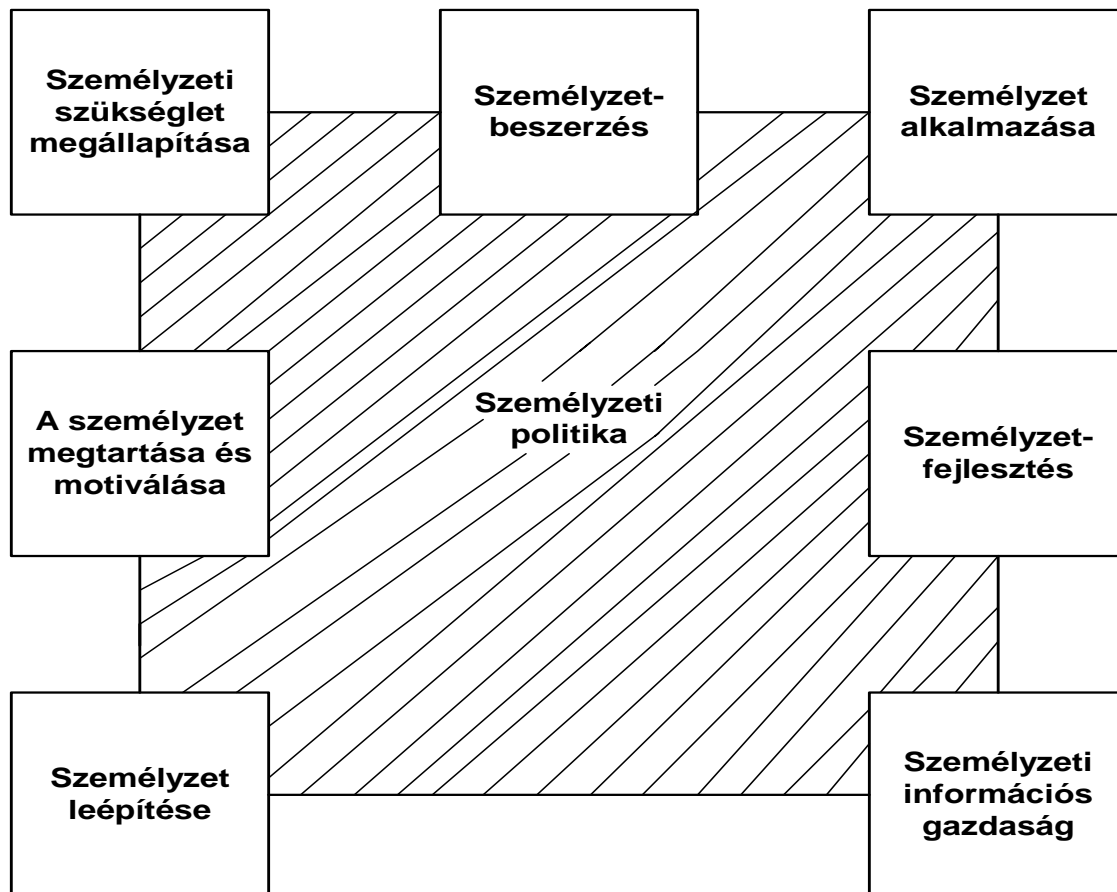 Személyzeti
szükséglet
megállapítása
Személyzet-
beszerzés
Személyzet
alkalmazása
A személyzet
megtartása és
motiválása
Személyzeti
politika
Személyzet-
fejlesztés
Személyzet
leépítése
Személyzeti
információs
gazdaság